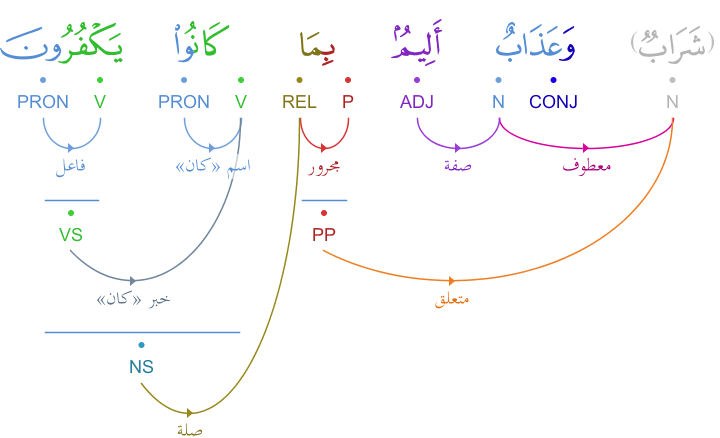 (شَرَابٌ) وَعَذَابٌ أَلِيمٌۢ بِمَا كَانُوا۟ يَكْفُرُونَ
N CONJ N ADJ P REL V PRON V PRON
معطوف صفة مجرور اسم «كان» فاعل
PP VS
متعلق خبر «كان»
NS
صلة